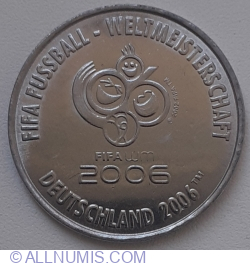 FIFA FUSSBALL - WELTMEISTERSCHAFT
FIFA WM
2006
DEUTSCHLAND 2006™
© ALLNUMIS.COM